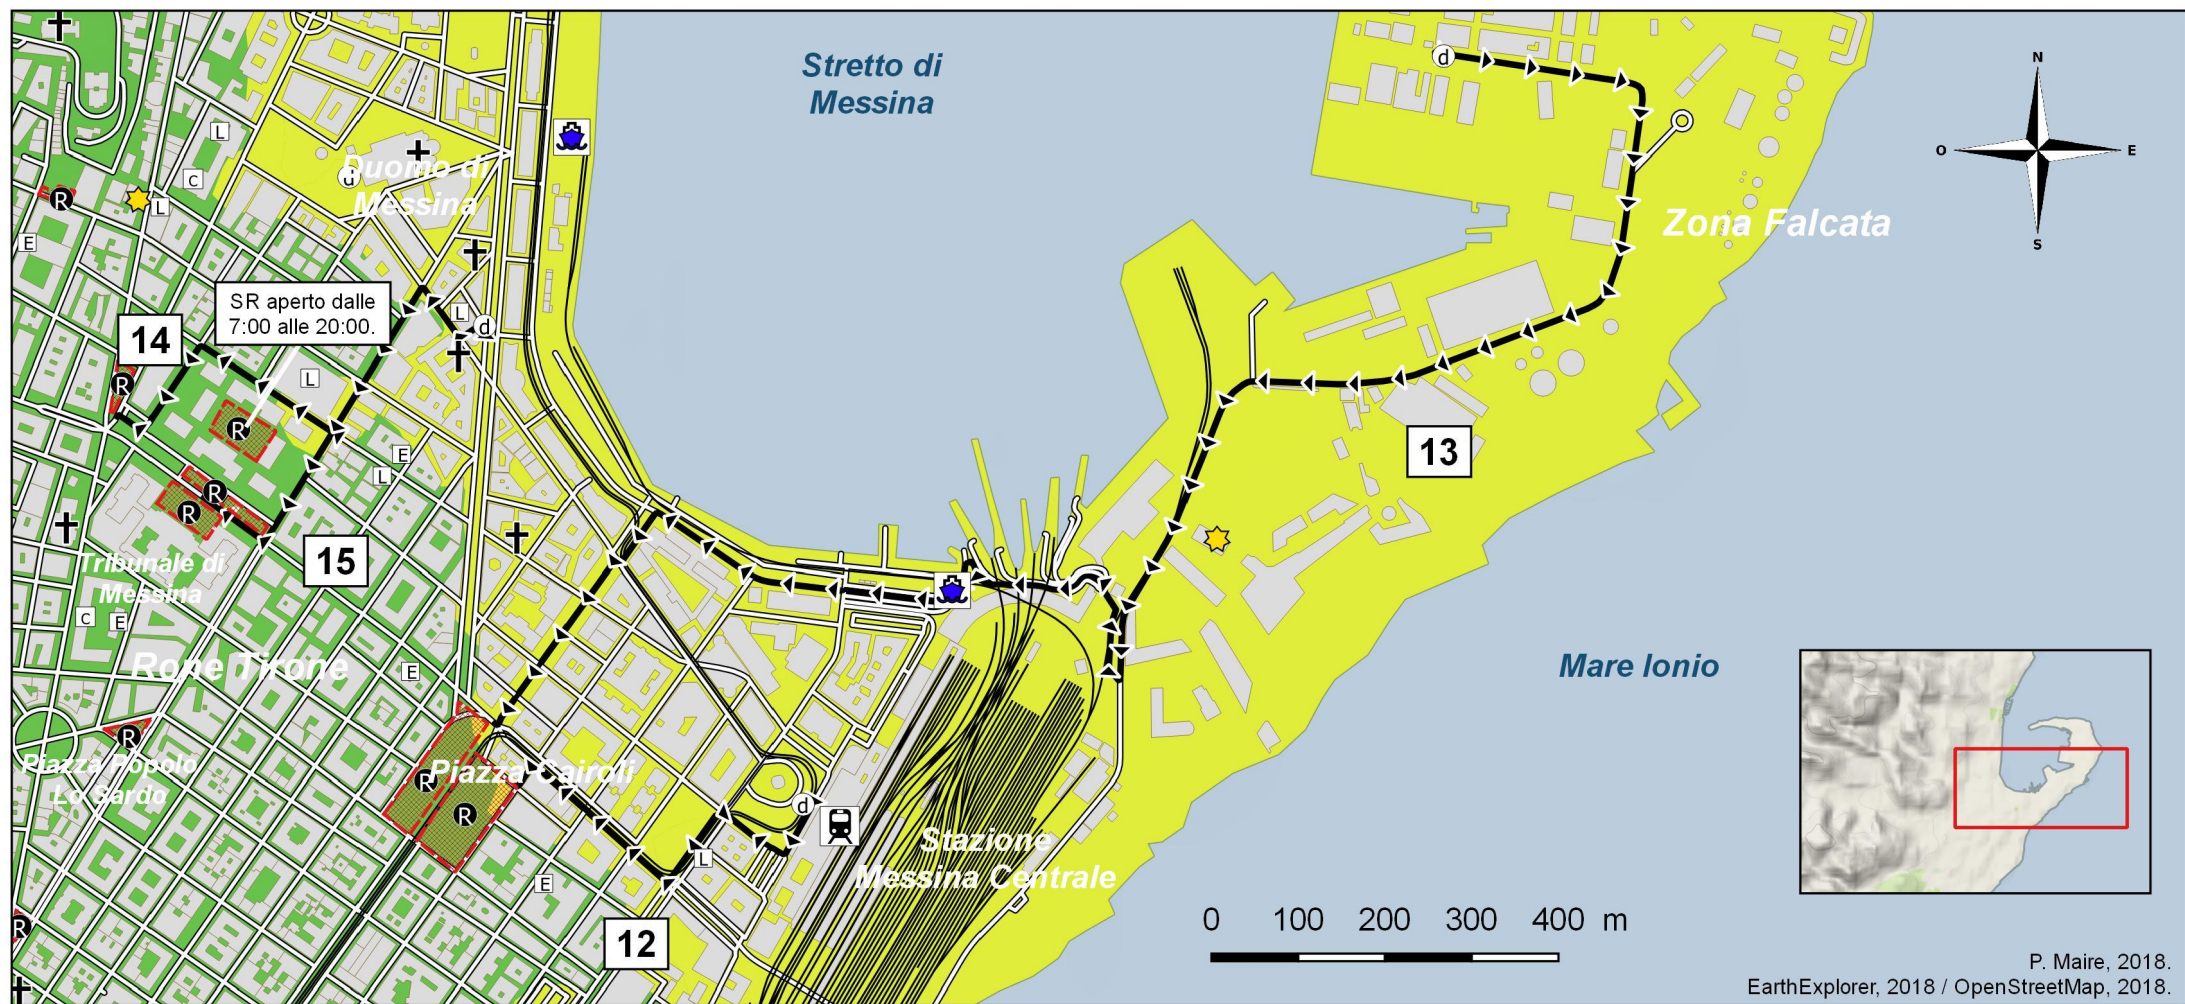 Stretto di
Messina
N
O
E
S
d
L
C
Duomo di
Messina
R
L
E
Zona Falcata
SR aperto dalle
7:00 alle 20:00.
L
d
14
R
L
R
E
L
13
R
R
15
Tribunale di
Messina
C
E
Rone Tirone
E
Mare Ionio
R
Piazza Popolo
Lo Sardo
R
Piazza Cairoli
R
d
L
Stazione
Messina Centrale
E
R
12
0 100 200 300 400 m
P. Maire, 2018.
EarthExplorer, 2018 / OpenStreetMap, 2018.